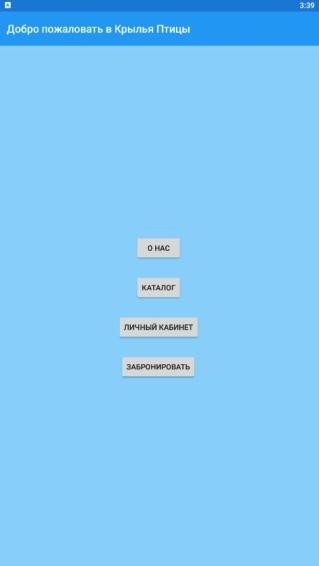 3:39
Добро пожаловать в Крылья Птицы
О НАС
КАТАЛОГ
ЛИЧНЫЙ КАБИНЕТ
ЗАБРОНИРОВАТЬ